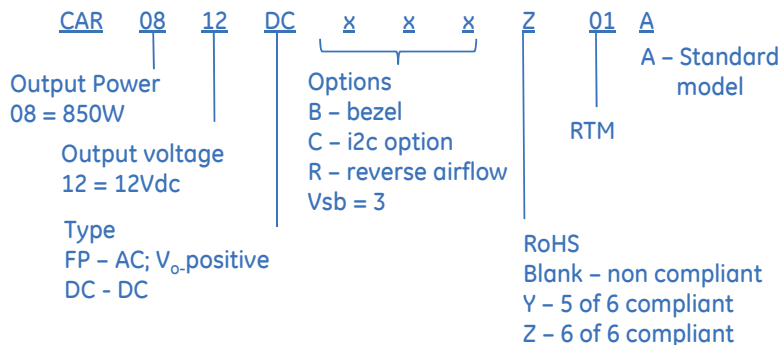 CAR 08 12 DC x x x Z 01 A
A – Standard
model
Output Power
08 = 850W
Options
B – bezel
C – i2c option
R – reverse airflow
Vsb = 3
RTM
Output voltage
12 = 12Vdc
Type
FP – AC; Vo-positive
DC - DC
RoHS
Blank – non compliant
Y – 5 of 6 compliant
Z – 6 of 6 compliant